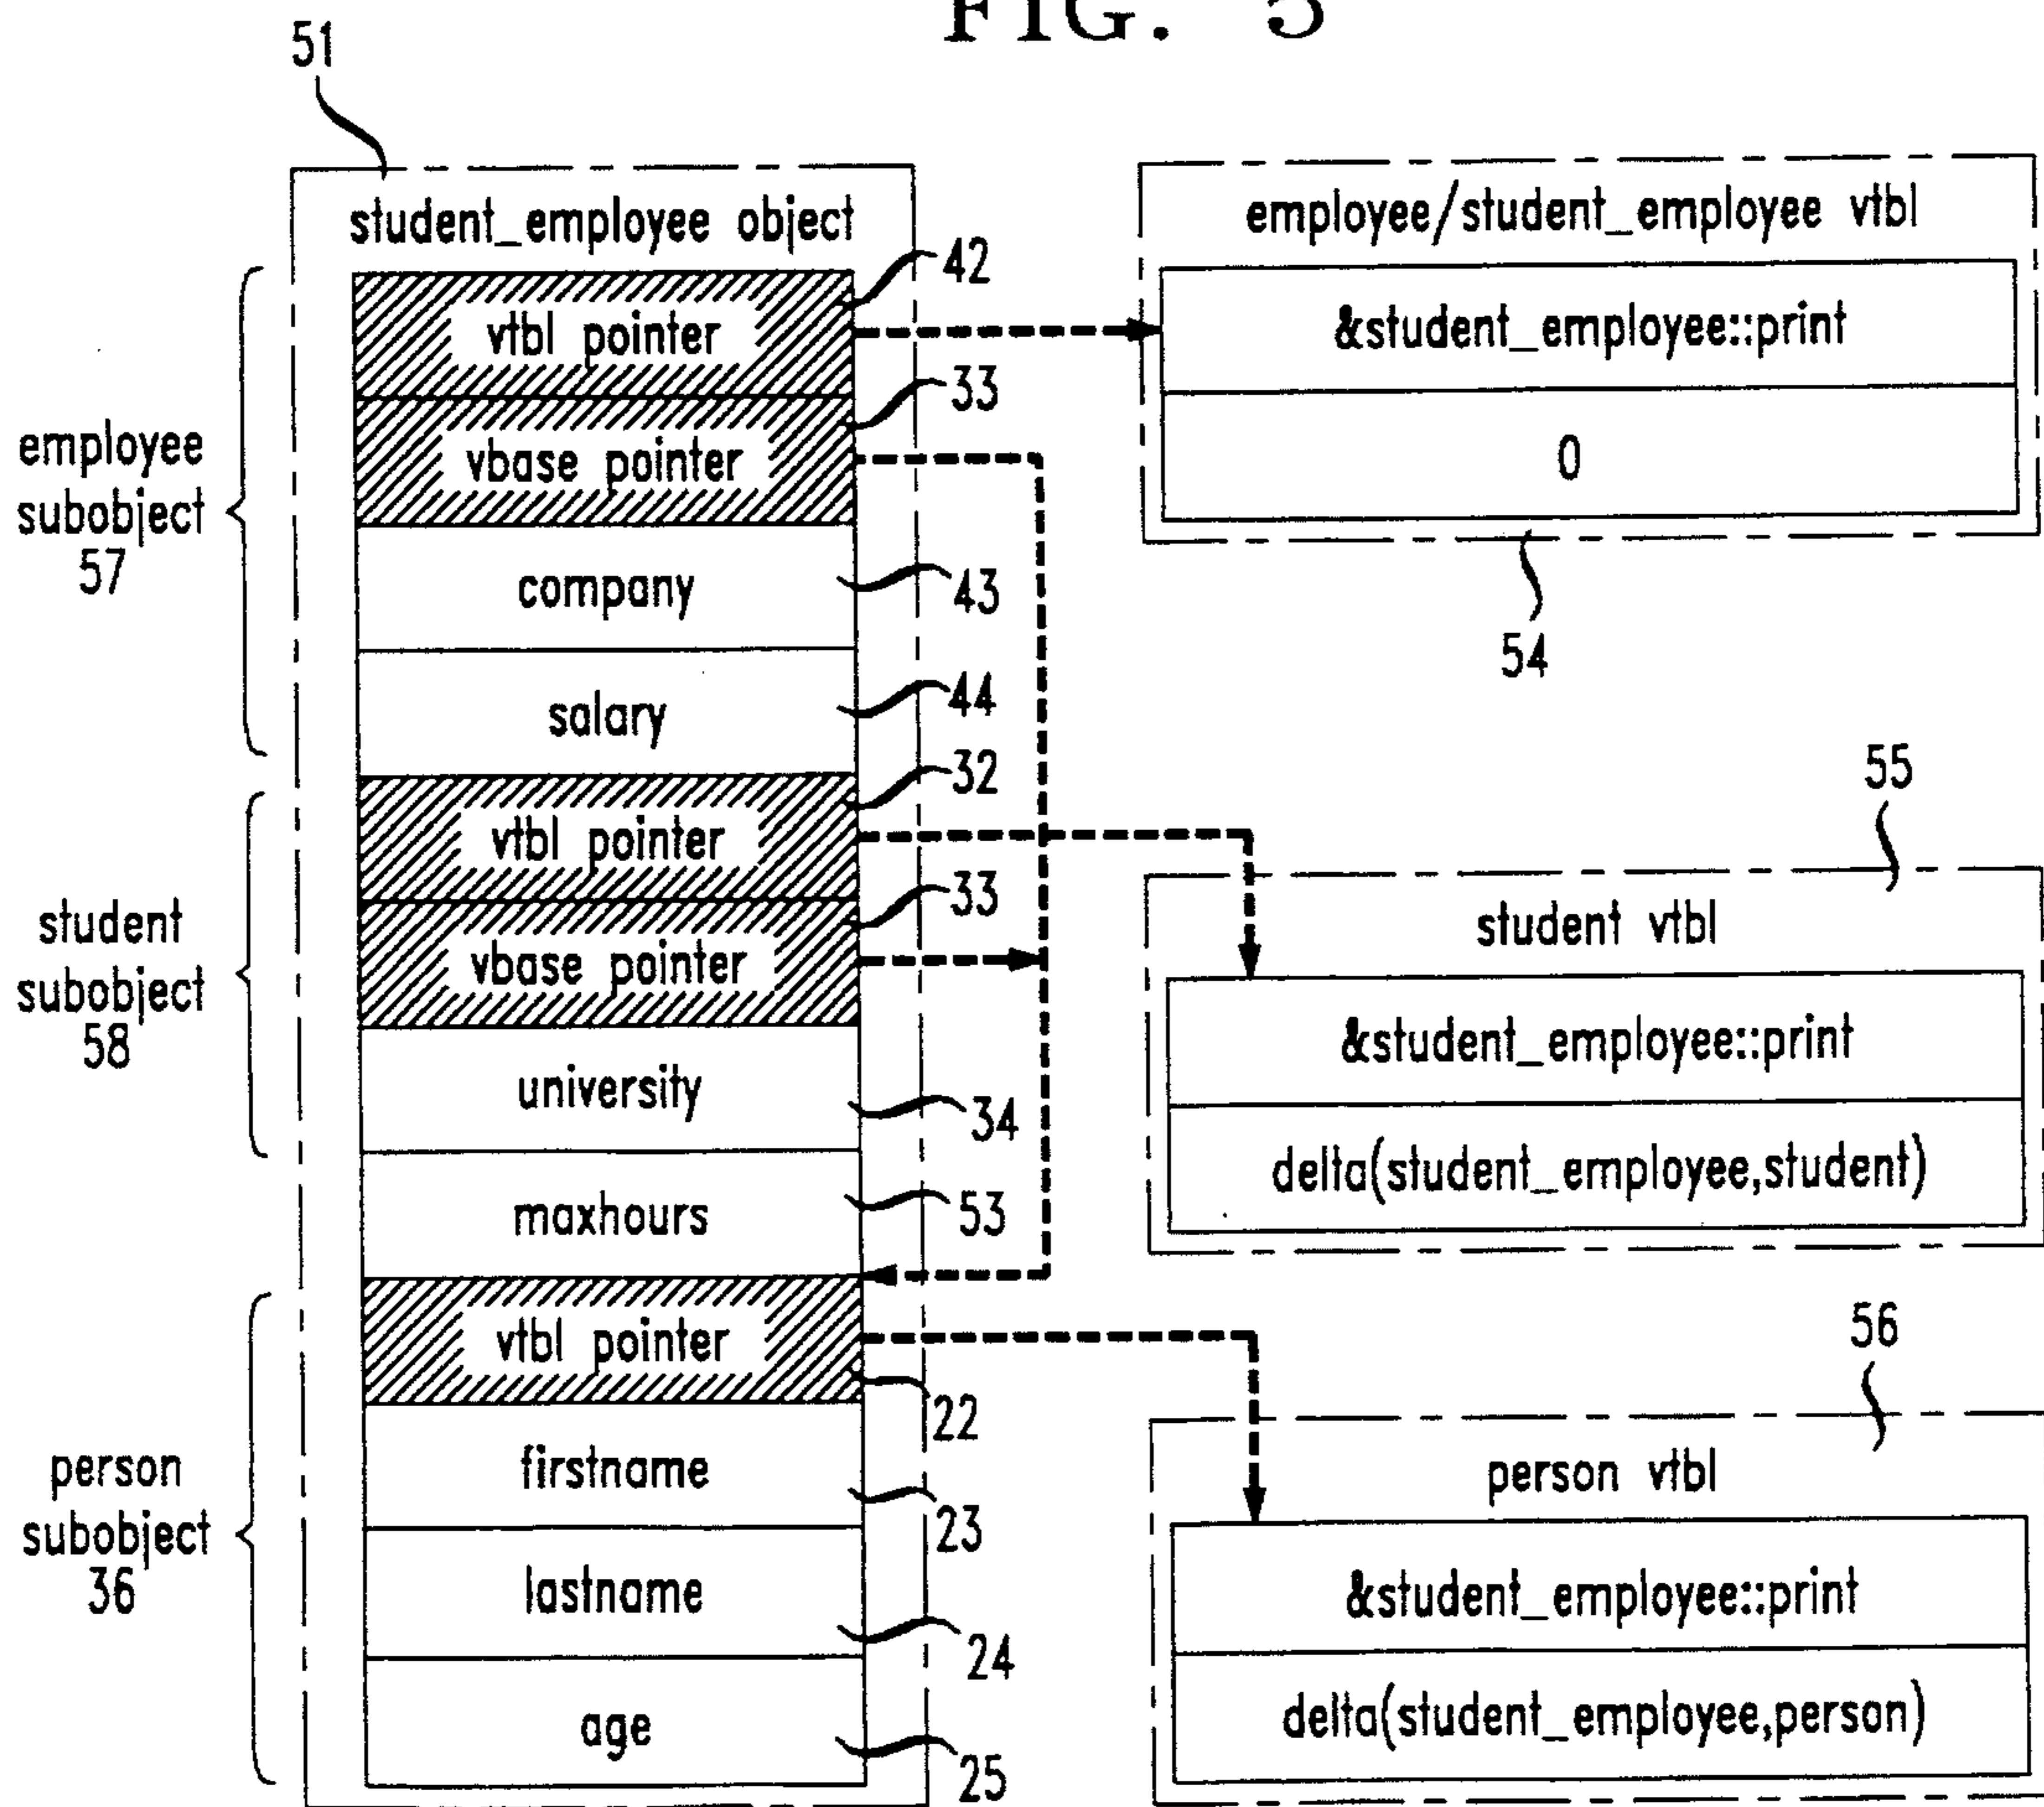 FIG. 5
51
student_employee object
42
vtbl pointer
33
vbase pointer
employee
subobject
57
company
43
salary
44
32
vtbl pointer
33
vbase pointer
student
subobject
58
university
34
maxhours
53
vtbl pointer
22
firstname
23
person
subobject
36
lastname
24
age
25
employee/student_employee vtbl
&student_employee::print
0
54
55
student vtbl
&student_employee::print
delta(student_employee,student)
56
person vtbl
&student_employee::print
delta(student_employee,person)